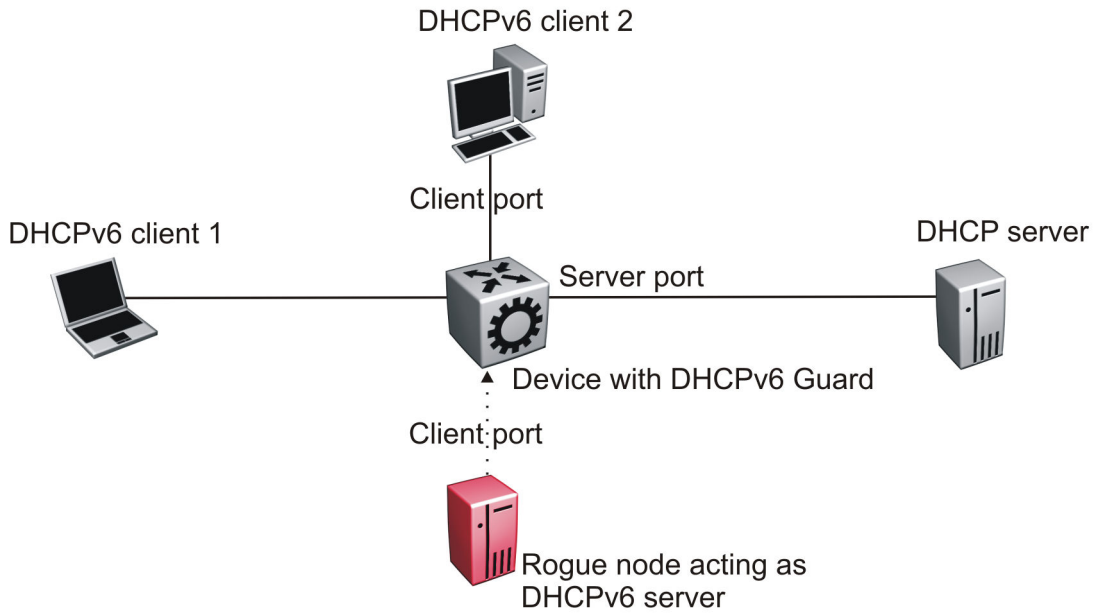 DHCPv6 client 2
Client port
DHCPv6 client 1
DHCP server
Server port
Device with DHCPv6 Guard
Client port
Rogue node acting as
DHCPv6 server